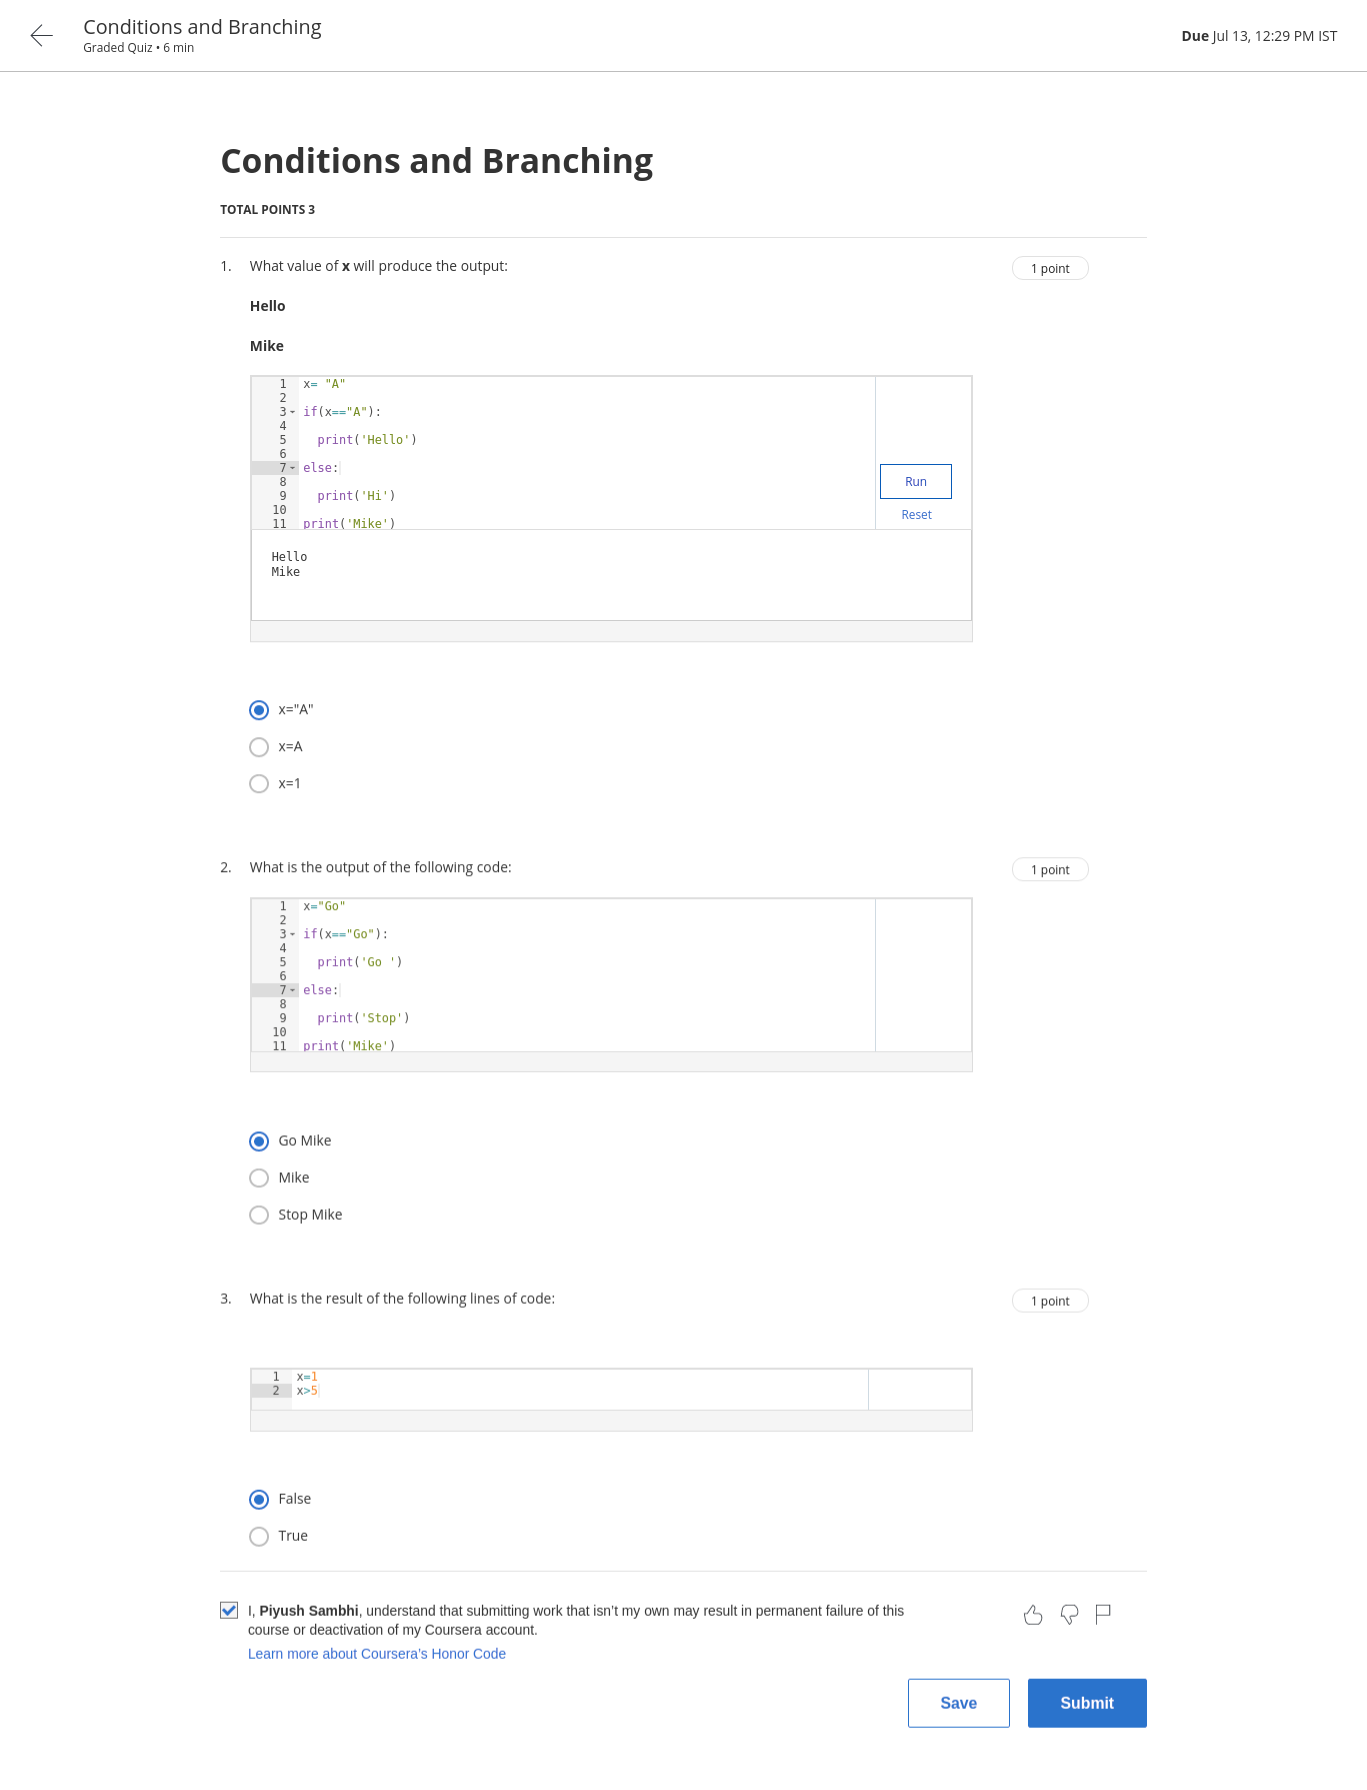 Conditions and Branching
Graded Quiz • 6 min
Due Jul 13, 12:29 PM IST
Conditions and Branching
TOTAL POINTS 3
1. What value of x will produce the output:
1 point
Hello
Mike
1 x= "A"
2
3 if(x=="A"):
4
5 print('Hello')
6
7 else:
8
9 print('Hi')
10
11 print('Mike')
Run
Reset
Hello
Mike
x="A"
x=A
x=1
2. What is the output of the following code:
1 point
1 x="Go"
2
3 if(x=="Go"):
4
5 print('Go ')
6
7 else:
8
9 print('Stop')
10
11 print('Mike')
Go Mike
Mike
Stop Mike
3. What is the result of the following lines of code:
1 point
1 x=1
2 x>5
False
True
I, Piyush Sambhi, understand that submitting work that isn’t my own may result in permanent failure of this
course or deactivation of my Coursera account.
Learn more about Coursera’s Honor Code
Save
Submit